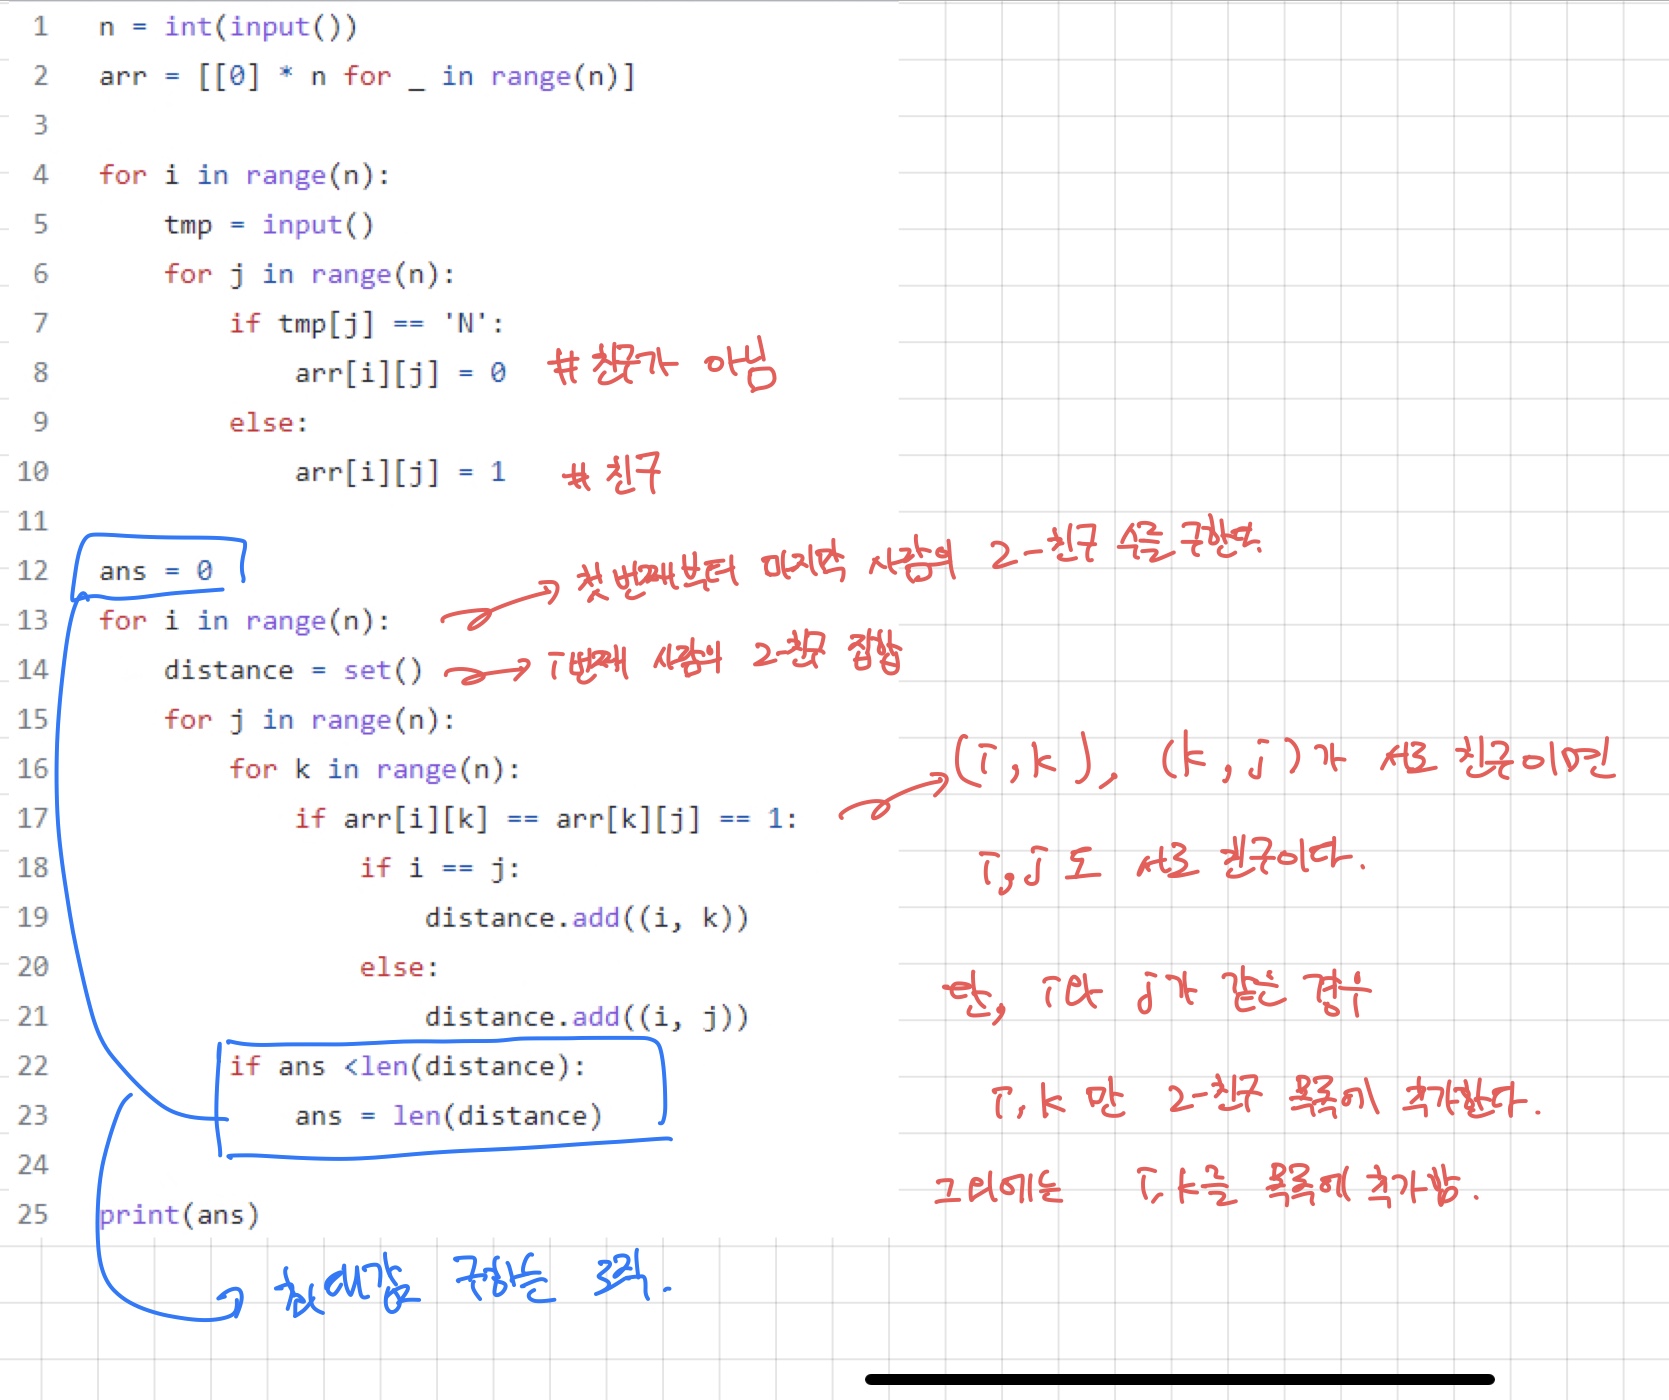 1 n = int(input())
2 arr = [[0] * n for _ in range(n)]
3
4 for i in range(n):
5 tmp = input()
6 for j in range(n):
7 if tmp[j] == 'N':
8 arr[i][j] = 0 # 친구가 아님
9 else:
10 arr[i][j] = 1 # 친구
11
12 ans = 0
첫 번째부터 마지막 사람의 2-친구 수를 구한다.
13 for i in range(n):
14 distance = set() i번째 사람의 2-친구 집합
15 for j in range(n):
16 for k in range(n):
(i, k), (k, j)가 서로 친구이면
17 if arr[i][k] == arr[k][j] == 1:
18 if i == j:
i, j도 서로 친구이다.
19 distance.add((i, k))
20 else:
단, i와 j가 같은 경우
21 distance.add((i, j))
22 if ans <len(distance):
i, k 만 2-친구 목록에 추가한다.
23 ans = len(distance)
24
그 외에는 i, k를 목록에 추가함.
25 print(ans)
최대값 구하는 로직.